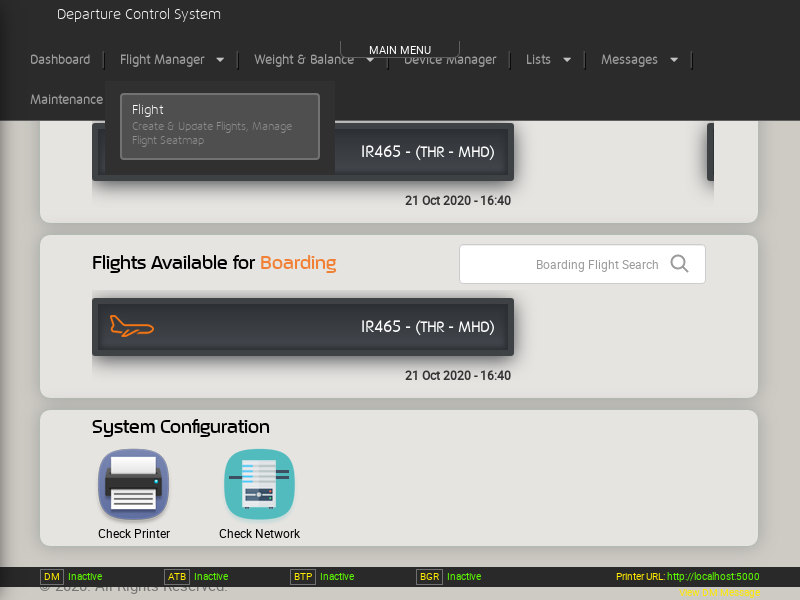 Departure Control System
MAIN MENU
Dashboard Flight Manager Weight & Balance Device Manager Lists Messages
Maintenance
Flight
Create & Update Flights, Manage
Flight Seatmap
IR465 - (THR - MHD)
21 Oct 2020 - 16:40
Flights Available for Boarding
Boarding Flight Search
IR465 - (THR - MHD)
21 Oct 2020 - 16:40
System Configuration
Check Printer Check Network
DM Inactive ATB Inactive BTP Inactive BGR Inactive Printer URL: http://localhost:5000
© 2020. All Rights Reserved.